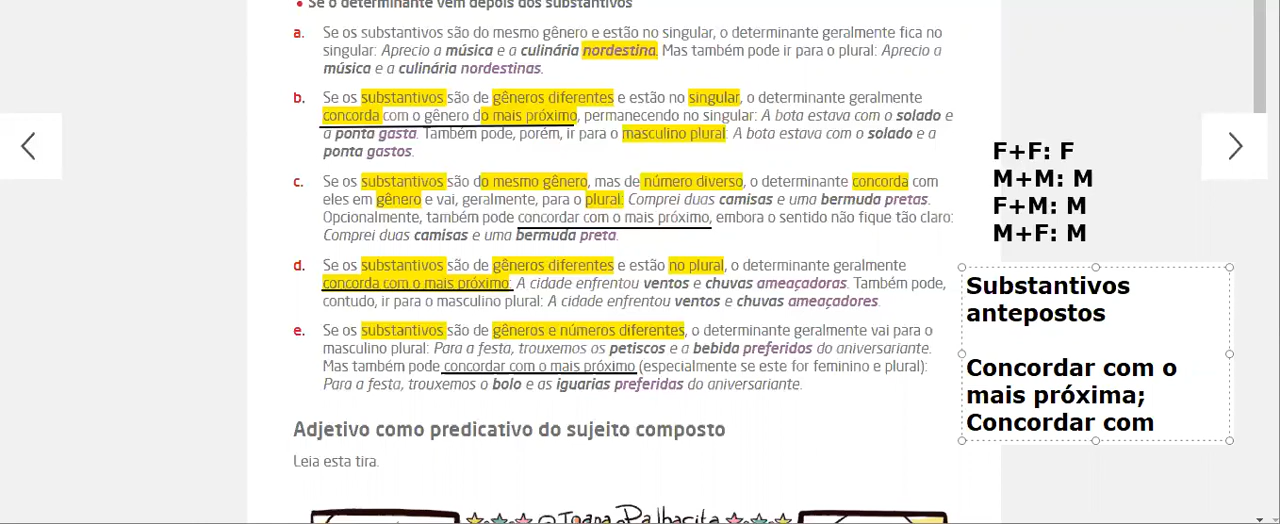 • Se o determinante vem depois dos substantivos
a. Se os substantivos são do mesmo gênero e estão no singular, o determinante geralmente fica no
singular: Aprecio a música e a culinária nordestina. Mas também pode ir para o plural: Aprecio a
música e a culinária nordestinas.
b. Se os substantivos são de gêneros diferentes e estão no singular, o determinante geralmente
concorda com o gênero do mais próximo, permanecendo no singular: A bota estava com o solado e
a ponta gasta. Também pode, porém, ir para o masculino plural: A bota estava com o solado e a
ponta gastos.
c. Se os substantivos são do mesmo gênero, mas de número diverso, o determinante concorda com
eles em gênero e vai, geralmente, para o plural: Comprei duas camisas e uma bermuda pretas.
Opcionalmente, também pode concordar com o mais próximo, embora o sentido não fique tão claro:
Comprei duas camisas e uma bermuda preta.
d. Se os substantivos são de gêneros diferentes e estão no plural, o determinante geralmente
concorda com o mais próximo: A cidade enfrentou ventos e chuvas ameaçadoras. Também pode,
contudo, ir para o masculino plural: A cidade enfrentou ventos e chuvas ameaçadores.
e. Se os substantivos são de gêneros e números diferentes, o determinante geralmente vai para o
masculino plural: Para a festa, trouxemos os petiscos e a bebida preferidos do aniversariante.
Mas também pode concordar com o mais próximo (especialmente se este for feminino e plural):
Para a festa, trouxemos o bolo e as iguarias preferidas do aniversariante.
Adjetivo como predicativo do sujeito composto
Leia esta tira.
@Joana Palhacita
F+F: F
M+M: M
F+M: M
M+F: M
Substantivos
antepostos
Concordar com o
mais próxima;
Concordar com